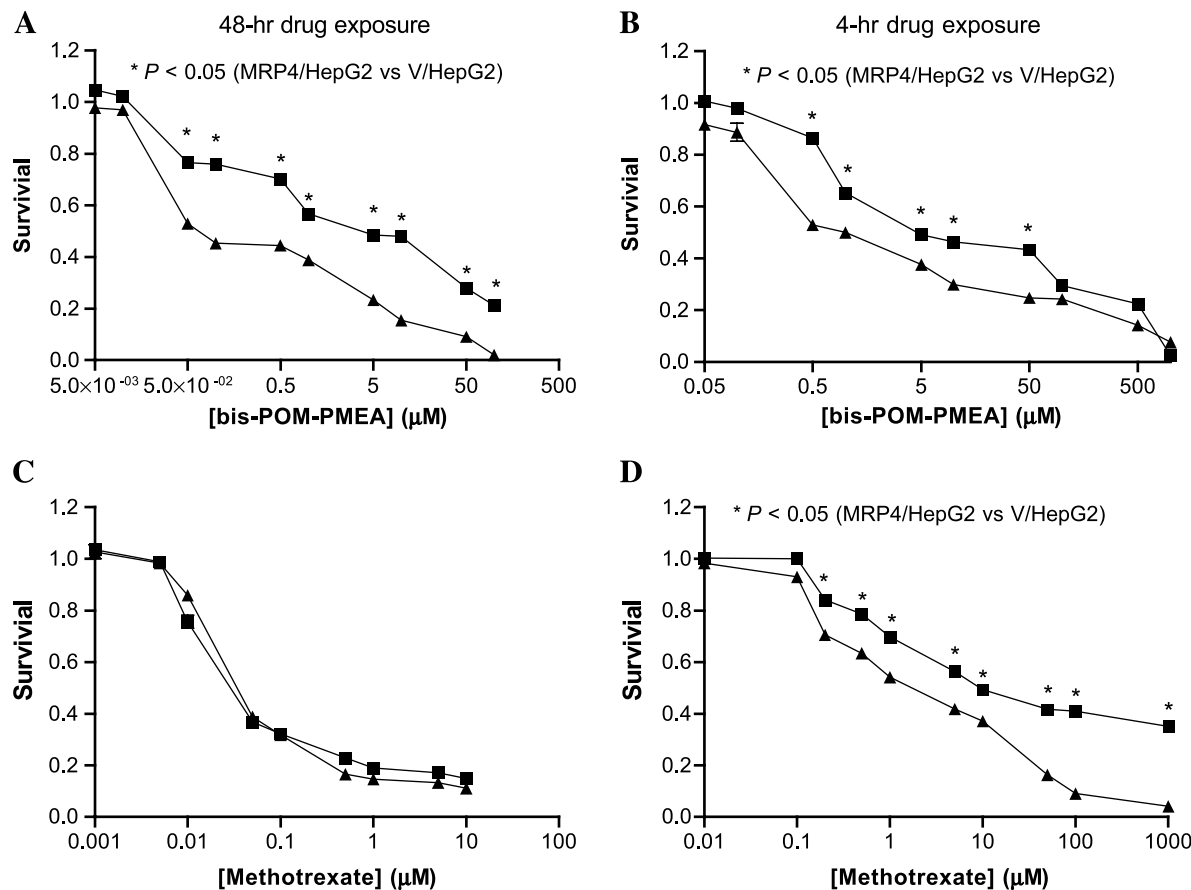 A
48-hr drug exposure
1.2
1.0
0.8
0.6
0.4
0.2
0.0
Survivial
* P < 0.05 (MRP4/HepG2 vs V/HepG2)
* * * * * * * *
5.0×10⁻⁰³ 5.0×10⁻⁰² 0.5 5 50 500
[bis-POM-PMEA] (µM)
B
4-hr drug exposure
1.2
1.0
0.8
0.6
0.4
0.2
0.0
Survivial
* P < 0.05 (MRP4/HepG2 vs V/HepG2)
* * * * *
0.05 0.5 5 50 500
[bis-POM-PMEA] (µM)
C
1.2
1.0
0.8
0.6
0.4
0.2
0.0
Survivial
0.001 0.01 0.1 1 10 100
[Methotrexate] (µM)
D
1.2
1.0
0.8
0.6
0.4
0.2
0.0
Survivial
* P < 0.05 (MRP4/HepG2 vs V/HepG2)
* * * * * * * *
0.01 0.1 1 10 100 1000
[Methotrexate] (µM)